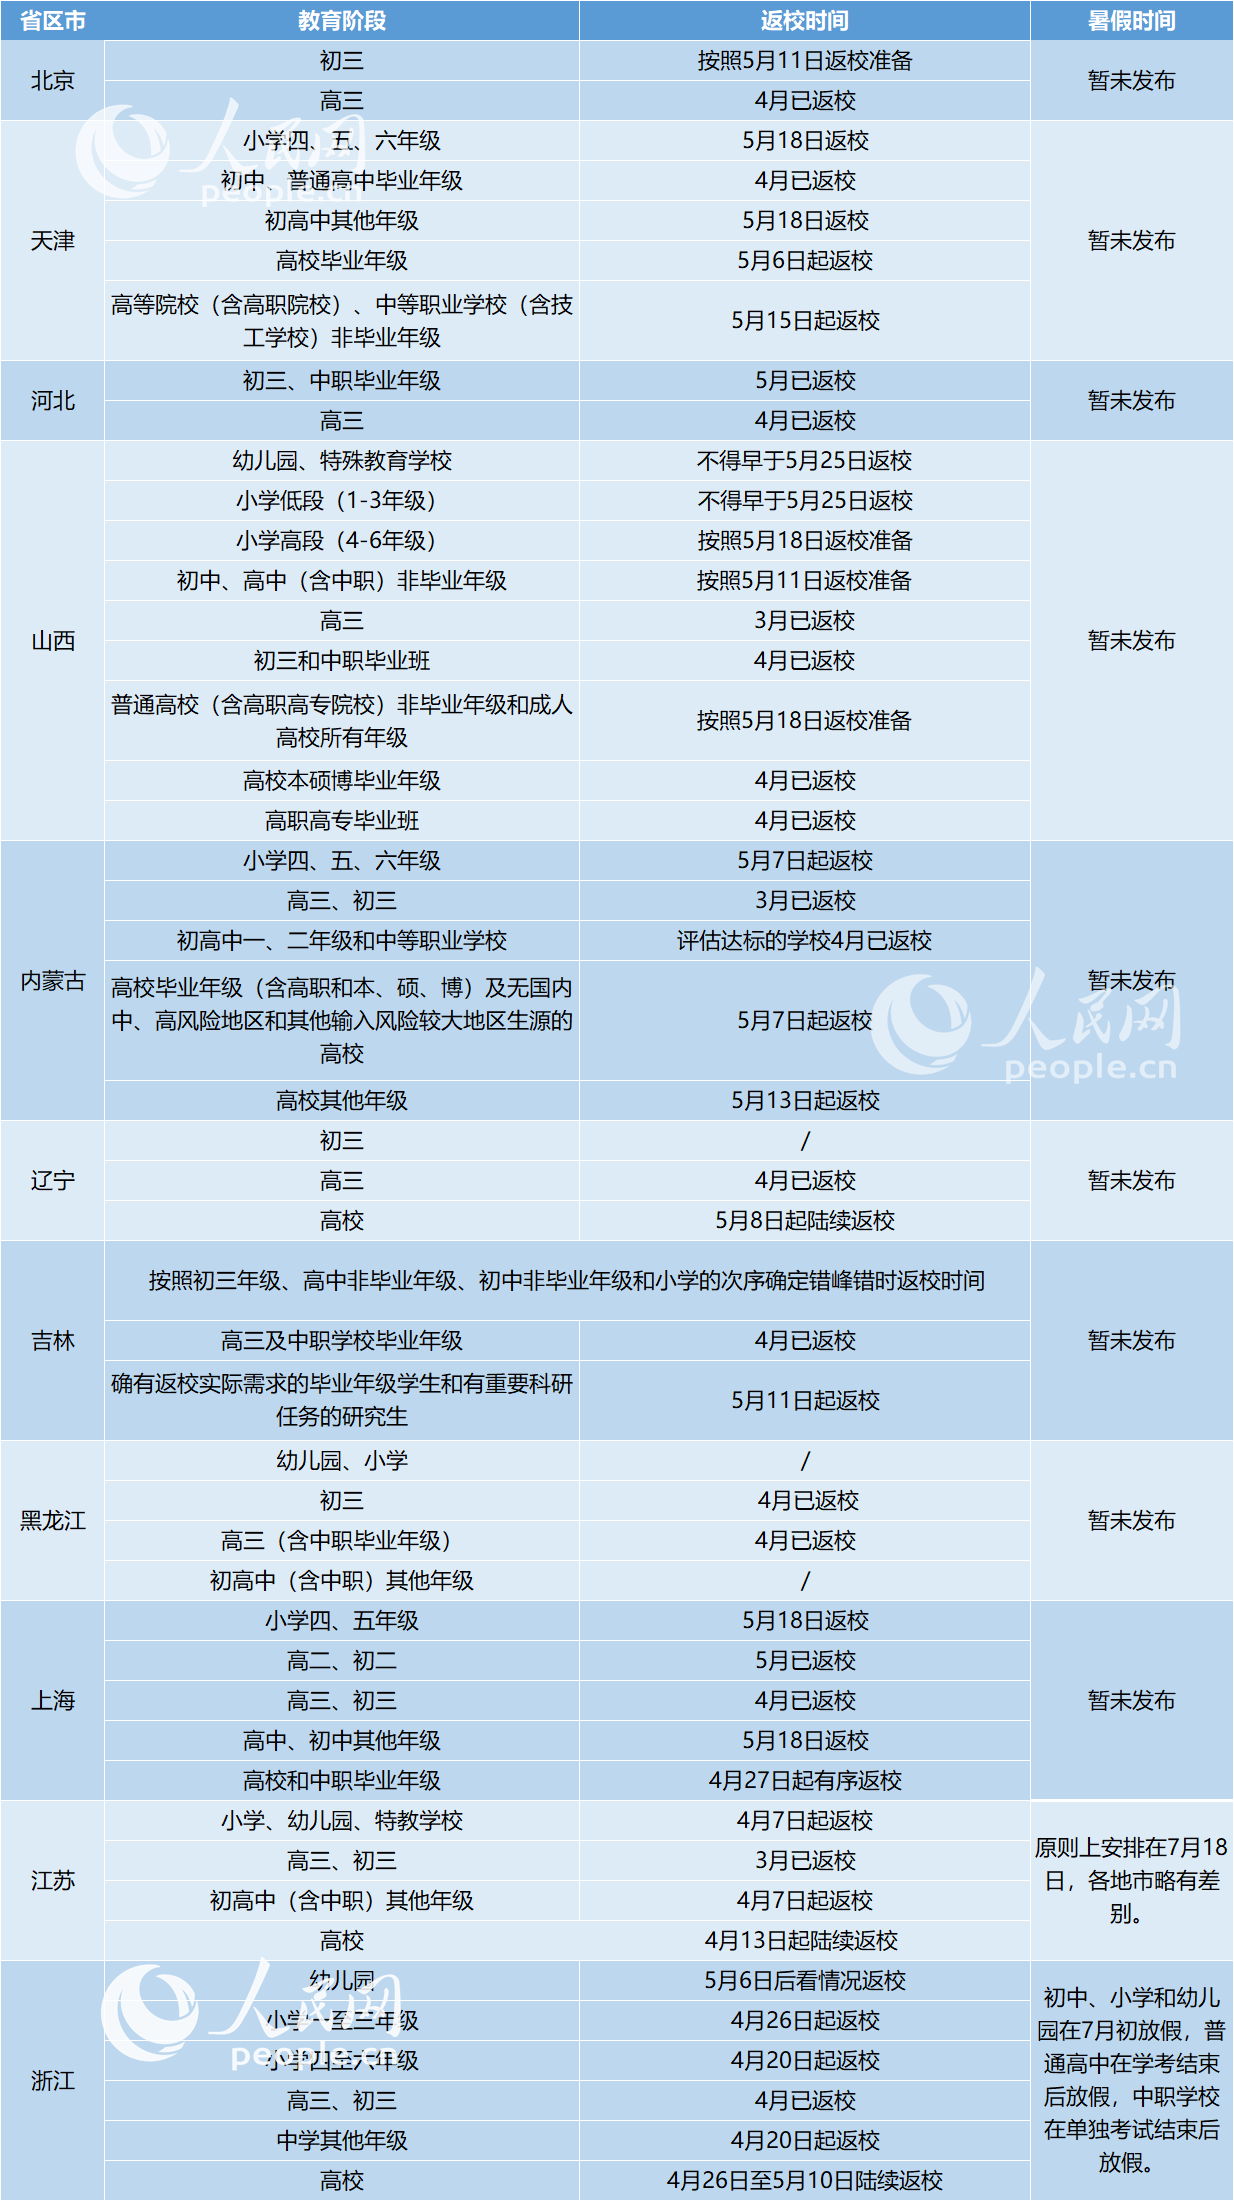 省区市 教育阶段 返校时间 暑假时间
北京
初三 按照5月11日返校准备
高三 4月已返校
暂未发布
天津
小学四、五、六年级 5月18日返校
初中、普通高中毕业年级 4月已返校
初高中其他年级 5月18日返校
高校毕业年级 5月6日起返校
高等院校（含高职院校）、中等职业学校（含技
工学校）非毕业年级
5月15日起返校
暂未发布
人民网
people.cn
河北
初三、中职毕业年级 5月已返校
高三 4月已返校
暂未发布
山西
幼儿园、特殊教育学校 不得早于5月25日返校
小学低段（1-3年级） 不得早于5月25日返校
小学高段（4-6年级） 按照5月18日返校准备
初中、高中（含中职）非毕业年级 按照5月11日返校准备
高三 3月已返校
初三和中职毕业班 4月已返校
普通高校（含高职高专院校）非毕业年级和成人
高校所有年级
按照5月18日返校准备
高校本硕博毕业年级 4月已返校
高职高专毕业班 4月已返校
暂未发布
内蒙古
小学四、五、六年级 5月7日起返校
高三、初三 3月已返校
初高中一、二年级和中等职业学校 评估达标的学校4月已返校
高校毕业年级（含高职和本、硕、博）及无国内
中、高风险地区和其他输入风险较大地区生源的
高校
5月7日起返校
高校其他年级 5月13日起返校
暂未发布
人民网
people.cn
辽宁
初三 /
高三 4月已返校
高校 5月8日起陆续返校
暂未发布
吉林
按照初三年级、高中非毕业年级、初中非毕业年级和小学的次序确定错峰错时返校时间
高三及中职学校毕业年级 4月已返校
确有返校实际需求的毕业年级学生和有重要科研
任务的研究生
5月11日起返校
暂未发布
黑龙江
幼儿园、小学 /
初三 4月已返校
高三（含中职毕业年级） 4月已返校
初高中（含中职）其他年级 /
暂未发布
上海
小学四、五年级 5月18日返校
高二、初二 5月已返校
高三、初三 4月已返校
高中、初中其他年级 5月18日返校
高校和中职毕业年级 4月27日起有序返校
暂未发布
江苏
小学、幼儿园、特教学校 4月7日起返校
高三、初三 3月已返校
初高中（含中职）其他年级 4月7日起返校
高校 4月13日起陆续返校
原则上安排在7月18
日，各地市略有差
别。
浙江
幼儿园 5月6日后看情况返校
小学一至三年级 4月26日起返校
小学四至六年级 4月20日起返校
高三、初三 4月已返校
中学其他年级 4月20日起返校
高校 4月26日至5月10日陆续返校
初中、小学和幼儿
园在7月初放假，普
通高中在学考结束
后放假，中职学校
在单独考试结束后
放假。
人民网
people.cn